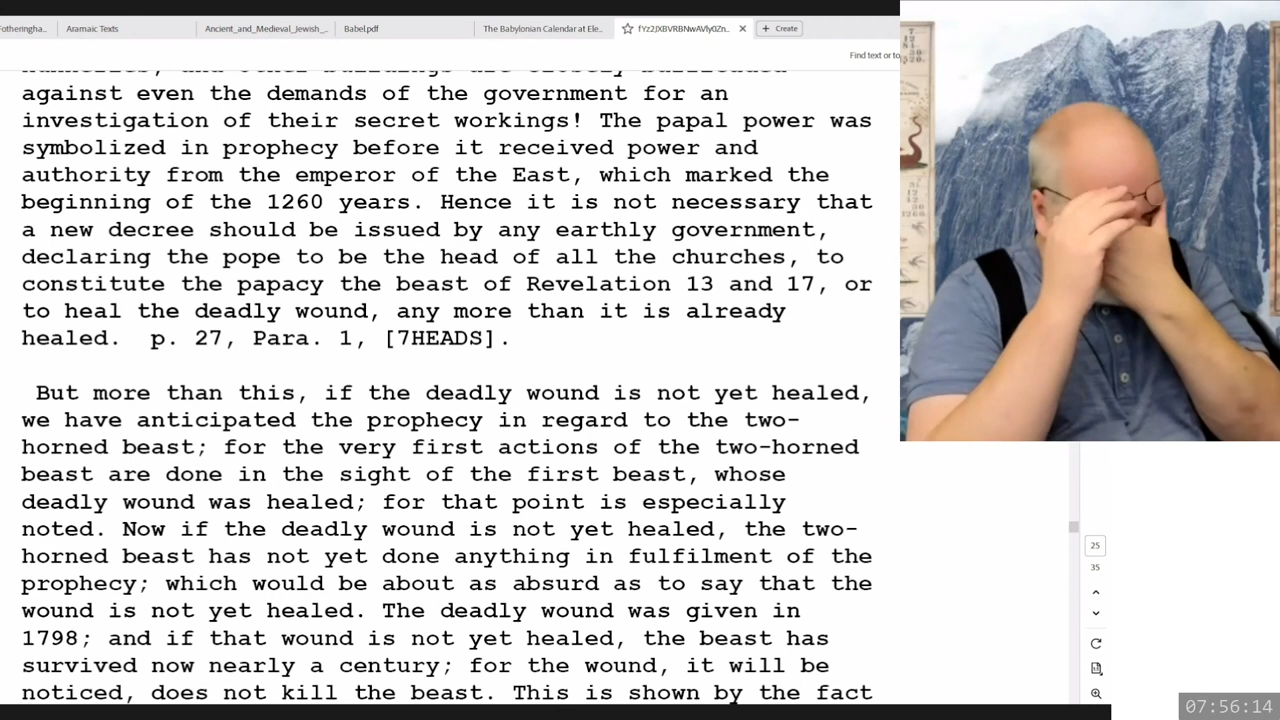 Fotheringha...
Aramaic Texts
Ancient_and_Medieval_Jewish_...
Babel.pdf
The Babylonian Calendar at Ele...
Create
Find text or to
against even the demands of the government for an
investigation of their secret workings! The papal power was
symbolized in prophecy before it received power and
authority from the emperor of the East, which marked the
beginning of the 1260 years. Hence it is not necessary that
a new decree should be issued by any earthly government,
declaring the pope to be the head of all the churches, to
constitute the papacy the beast of Revelation 13 and 17, or
to heal the deadly wound, any more than it is already
healed. p. 27, Para. 1, [7HEADS].
But more than this, if the deadly wound is not yet healed,
we have anticipated the prophecy in regard to the two-
horned beast; for the very first actions of the two-horned
beast are done in the sight of the first beast, whose
deadly wound was healed; for that point is especially
noted. Now if the deadly wound is not yet healed, the two-
horned beast has not yet done anything in fulfilment of the
prophecy; which would be about as absurd as to say that the
wound is not yet healed. The deadly wound was given in
1798; and if that wound is not yet healed, the beast has
survived now nearly a century; for the wound, it will be
noticed, does not kill the beast. This is shown by the fact
25
35
07:56:14